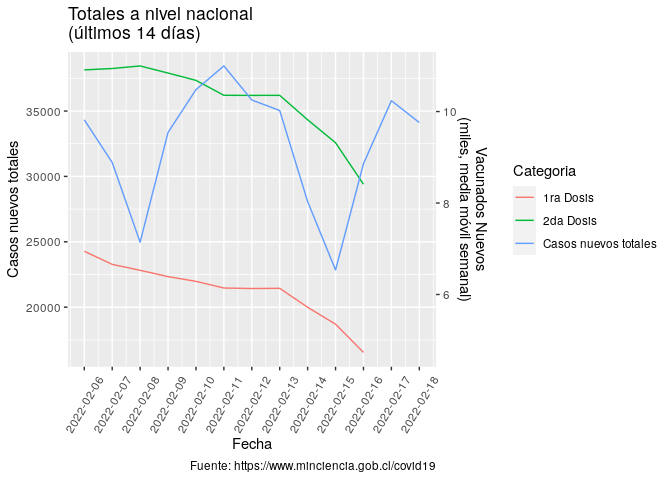 Totales a nivel nacional
(últimos 14 días)
Casos nuevos totales
35000
30000
25000
20000
10
8
6
Vacunados Nuevos
(miles, media móvil semanal)
2022-02-06
2022-02-07
2022-02-08
2022-02-09
2022-02-10
2022-02-11
2022-02-12
2022-02-13
2022-02-14
2022-02-15
2022-02-16
2022-02-17
2022-02-18
Fecha
Fuente: https://www.minciencia.gob.cl/covid19
Categoria
1ra Dosis
2da Dosis
Casos nuevos totales